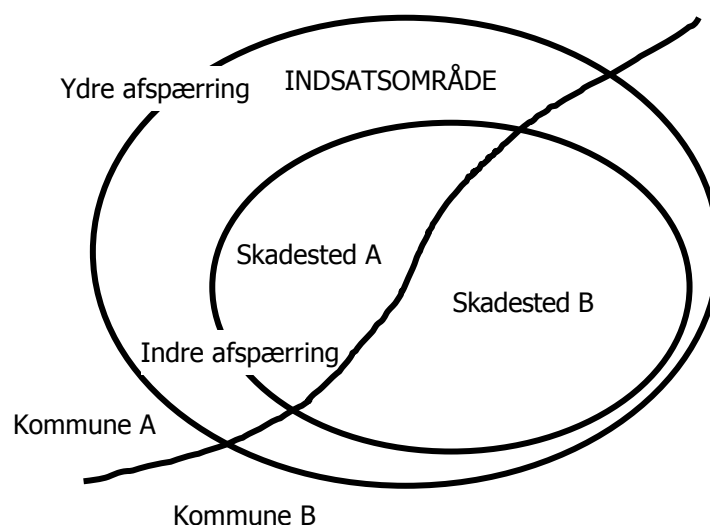 Ydre afspærring
INDSATSOMRÅDE
Skadested A
Skadested B
Indre afspærring
Kommune A
Kommune B